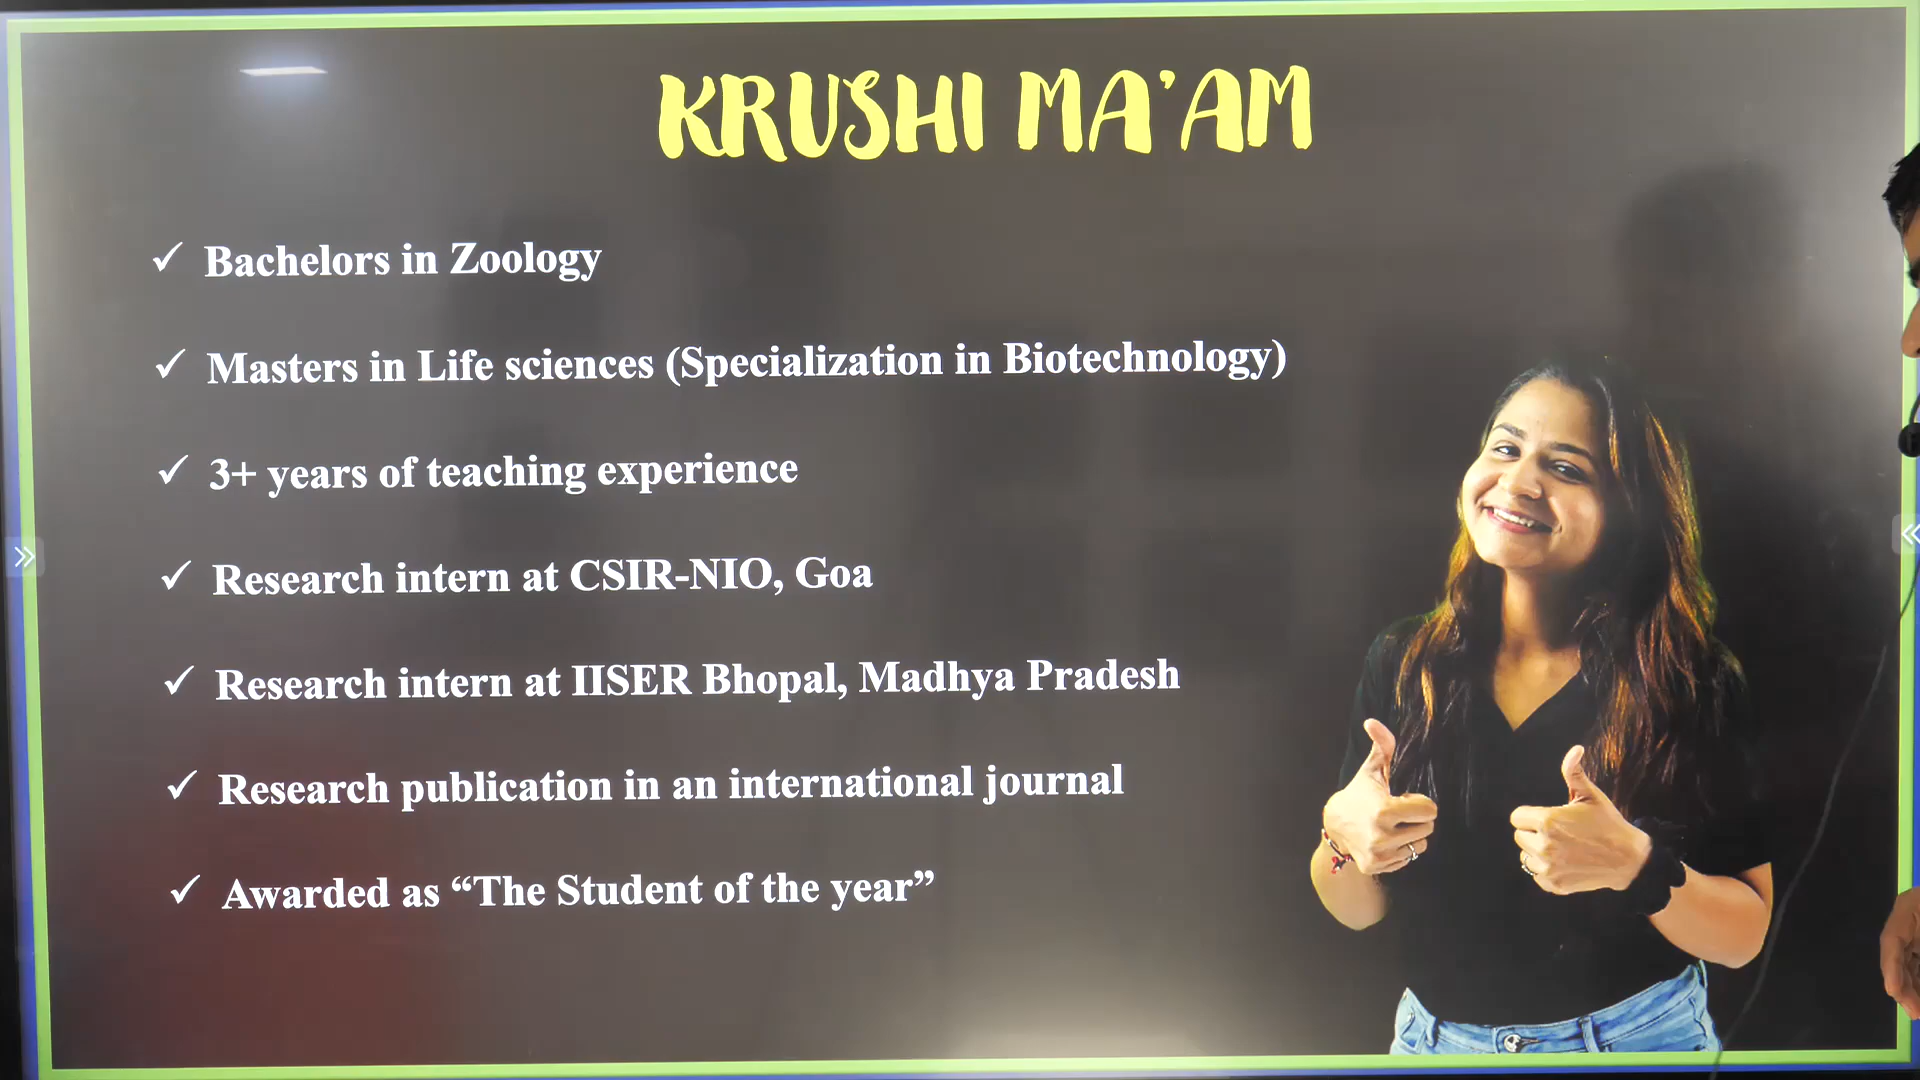 KRUSHI MA'AM
✓ Bachelors in Zoology
✓ Masters in Life sciences (Specialization in Biotechnology)
✓ 3+ years of teaching experience
✓ Research intern at CSIR-NIO, Goa
✓ Research intern at IISER Bhopal, Madhya Pradesh
✓ Research publication in an international journal
✓ Awarded as “The Student of the year”